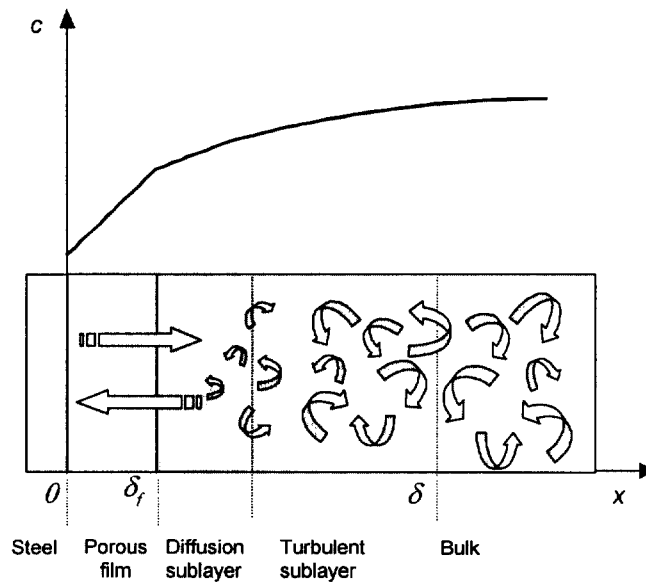 c
0
δf
δ
x
Steel
Porous film
Diffusion sublayer
Turbulent sublayer
Bulk